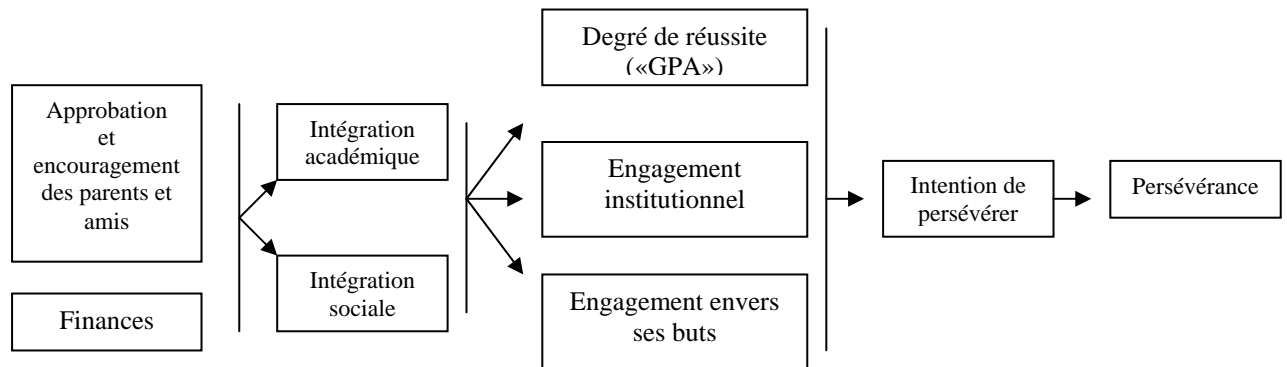 Approbation
et
encouragement
des parents et
amis
Finances
Intégration
académique
Intégration
sociale
Degré de réussite
(«GPA»)
Engagement
institutionnel
Engagement envers
ses buts
Intention de
persévérer
Persévérance